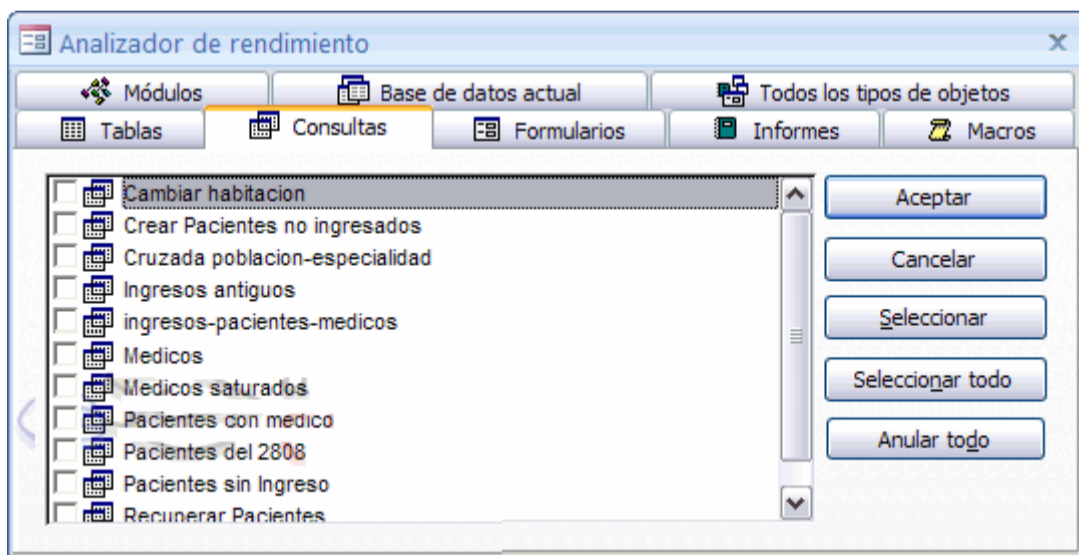 Analizador de rendimiento
Módulos
Base de datos actual
Todos los tipos de objetos
Tablas
Consultas
Formularios
Informes
Macros
Cambiar habitacion
Crear Pacientes no ingresados
Cruzada poblacion-especialidad
Ingresos antiguos
ingresos-pacientes-medicos
Medicos
Medicos saturados
Pacientes con medico
Pacientes del 2808
Pacientes sin Ingreso
Recuperar Pacientes
Aceptar
Cancelar
Seleccionar
Seleccionar todo
Anular todo